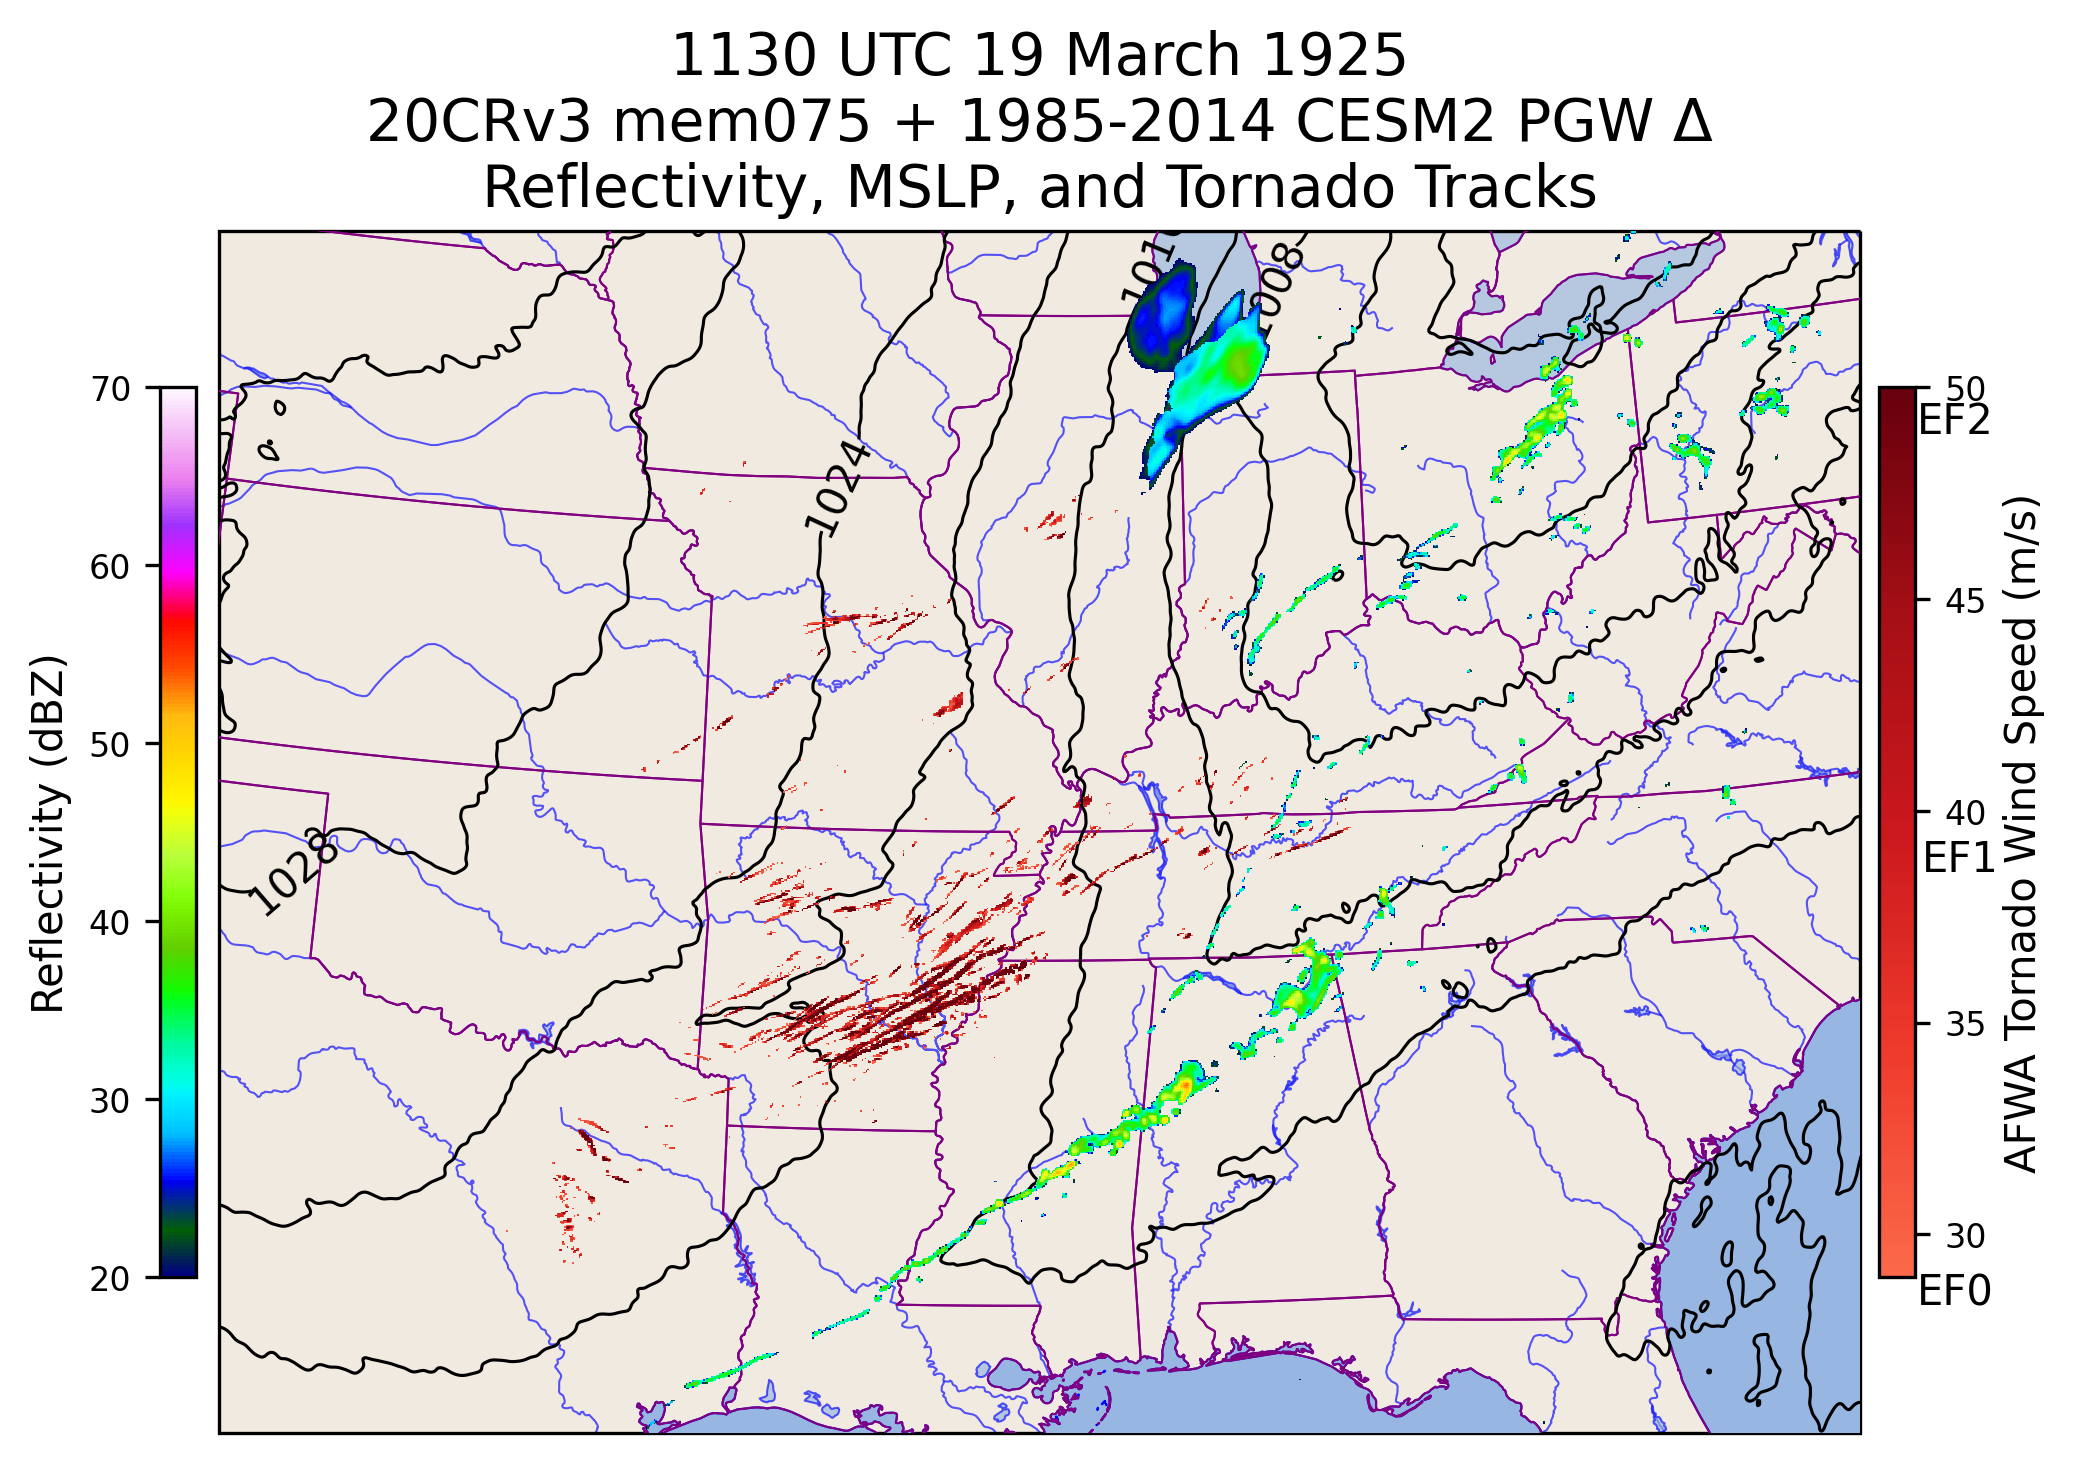 1130 UTC 19 March 1925
20CRv3 mem075 + 1985-2014 CESM2 PGW Δ
Reflectivity, MSLP, and Tornado Tracks
101
1008
1024
1028
70
60
50
40
30
20
Reflectivity (dBZ)
50
EF2
45
40
EF1
35
30
EF0
AFWA Tornado Wind Speed (m/s)